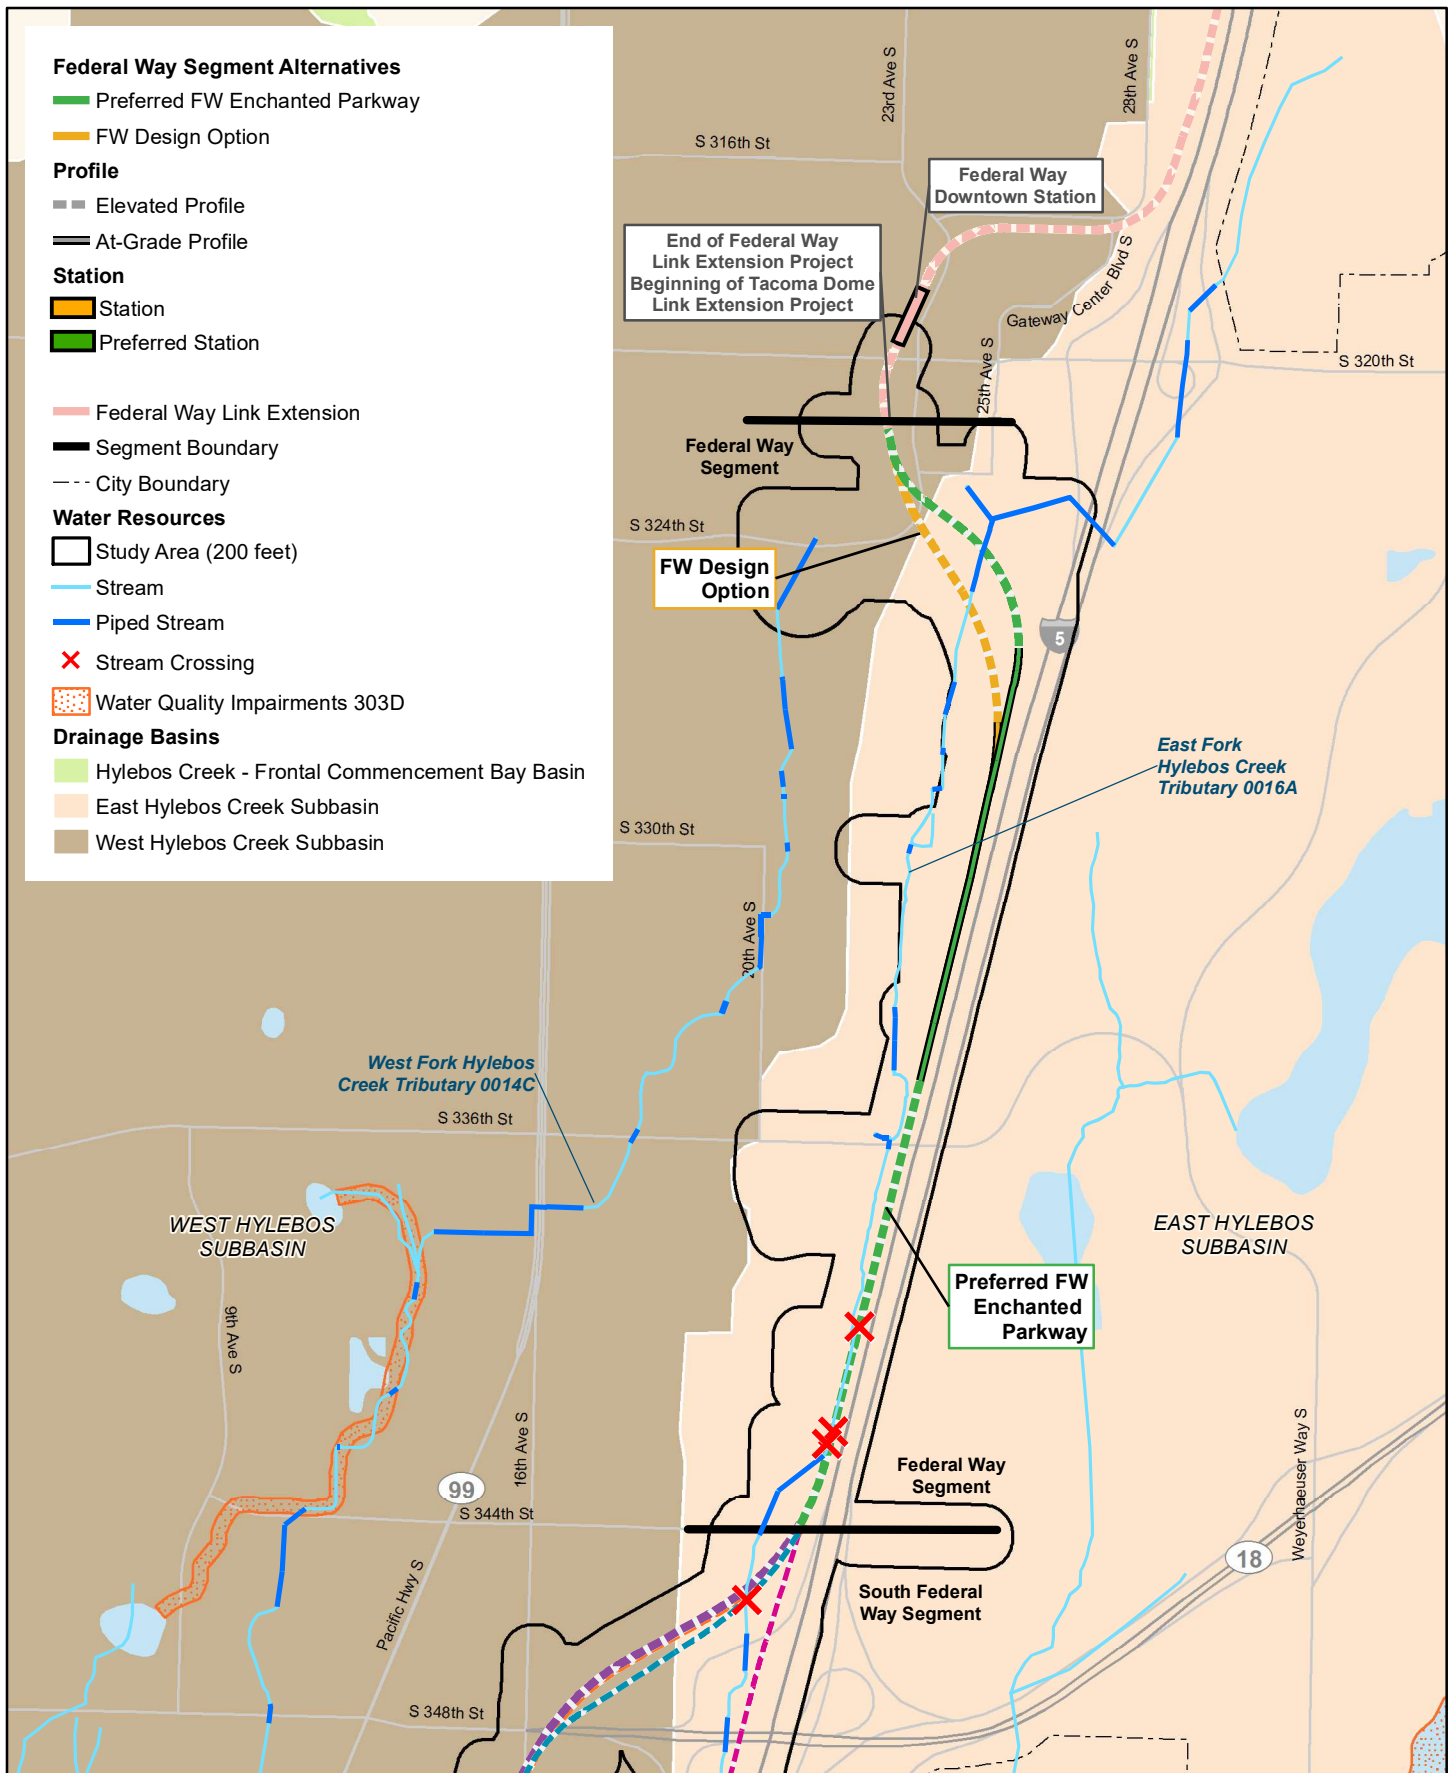 Federal Way Segment Alternatives
Preferred FW Enchanted Parkway
FW Design Option
Profile
Elevated Profile
At-Grade Profile
Station
Station
Preferred Station
Federal Way Link Extension
Segment Boundary
City Boundary
Water Resources
Study Area (200 feet)
Stream
Piped Stream
Stream Crossing
Water Quality Impairments 303D
Drainage Basins
Hylebos Creek - Frontal Commencement Bay Basin
East Hylebos Creek Subbasin
West Hylebos Creek Subbasin
23rd Ave S
28th Ave S
S 316th St
Federal Way
Downtown Station
End of Federal Way
Link Extension Project
Beginning of Tacoma Dome
Link Extension Project
Gateway Center Blvd S
25th Ave S
S 320th St
Federal Way
Segment
S 324th St
FW Design
Option
5
East Fork
Hylebos Creek
Tributary 0016A
S 330th St
20th Ave S
West Fork Hylebos
Creek Tributary 0014C
S 336th St
WEST HYLEBOS
SUBBASIN
EAST HYLEBOS
SUBBASIN
Preferred FW
Enchanted
Parkway
9th Ave S
16th Ave S
99
S 344th St
Federal Way
Segment
Weyerhaeuser Way S
18
Pacific Hwy S
South Federal
Way Segment
S 348th St